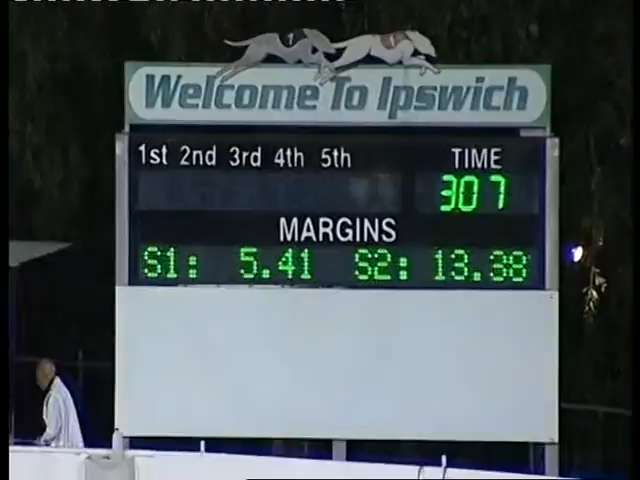 Welcome To Ipswich
1st 2nd 3rd 4th 5th TIME
307
MARGINS
S1: 5.41 S2: 13.38